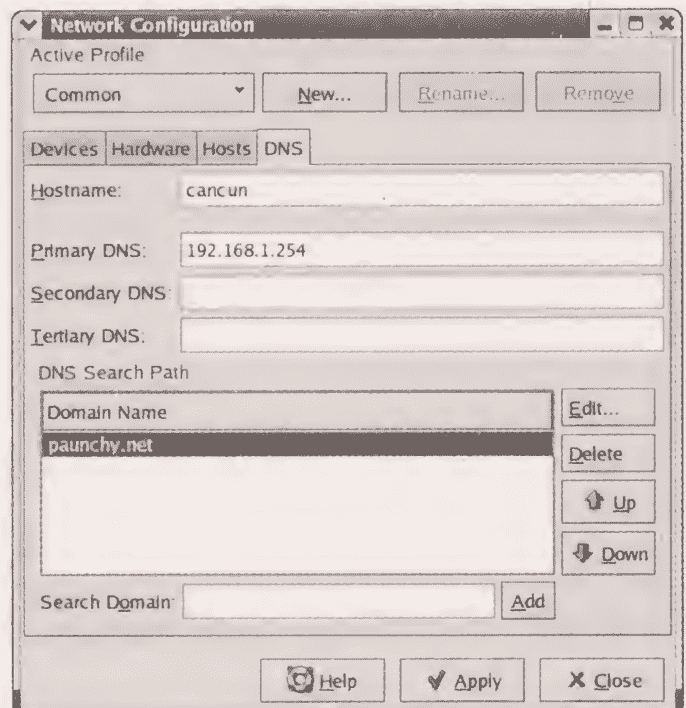 Network Configuration
Active Profile
Common New... Rename... Remove
Devices Hardware Hosts DNS
Hostname: cancun
Primary DNS: 192.168.1.254
Secondary DNS:
Tertiary DNS:
DNS Search Path
Domain Name
paunchy.net
Edit...
Delete
Up
Down
Search Domain: Add
Help Apply Close